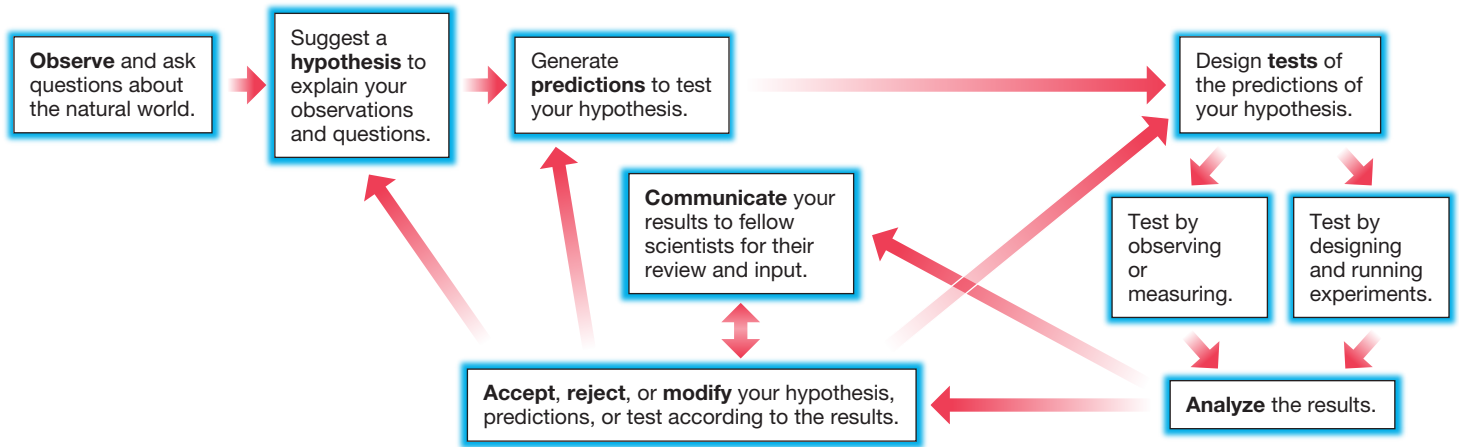 Observe and ask
questions about
the natural world.
Suggest a
hypothesis to
explain your
observations
and questions.
Generate
predictions to test
your hypothesis.
Design tests of
the predictions of
your hypothesis.
Communicate your
results to fellow
scientists for their
review and input.
Test by
observing
or
measuring.
Test by
designing
and running
experiments.
Accept, reject, or modify your hypothesis,
predictions, or test according to the results.
Analyze the results.